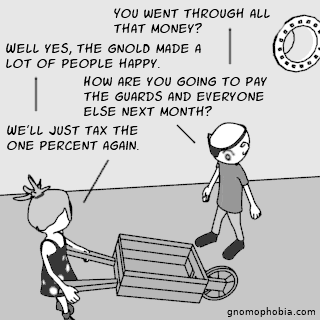 YOU WENT THROUGH ALL
THAT MONEY?
WELL YES, THE GNOLD MADE A
LOT OF PEOPLE HAPPY.
HOW ARE YOU GOING TO PAY
THE GUARDS AND EVERYONE
ELSE NEXT MONTH?
WE'LL JUST TAX THE
ONE PERCENT AGAIN.
gnomophobia.com